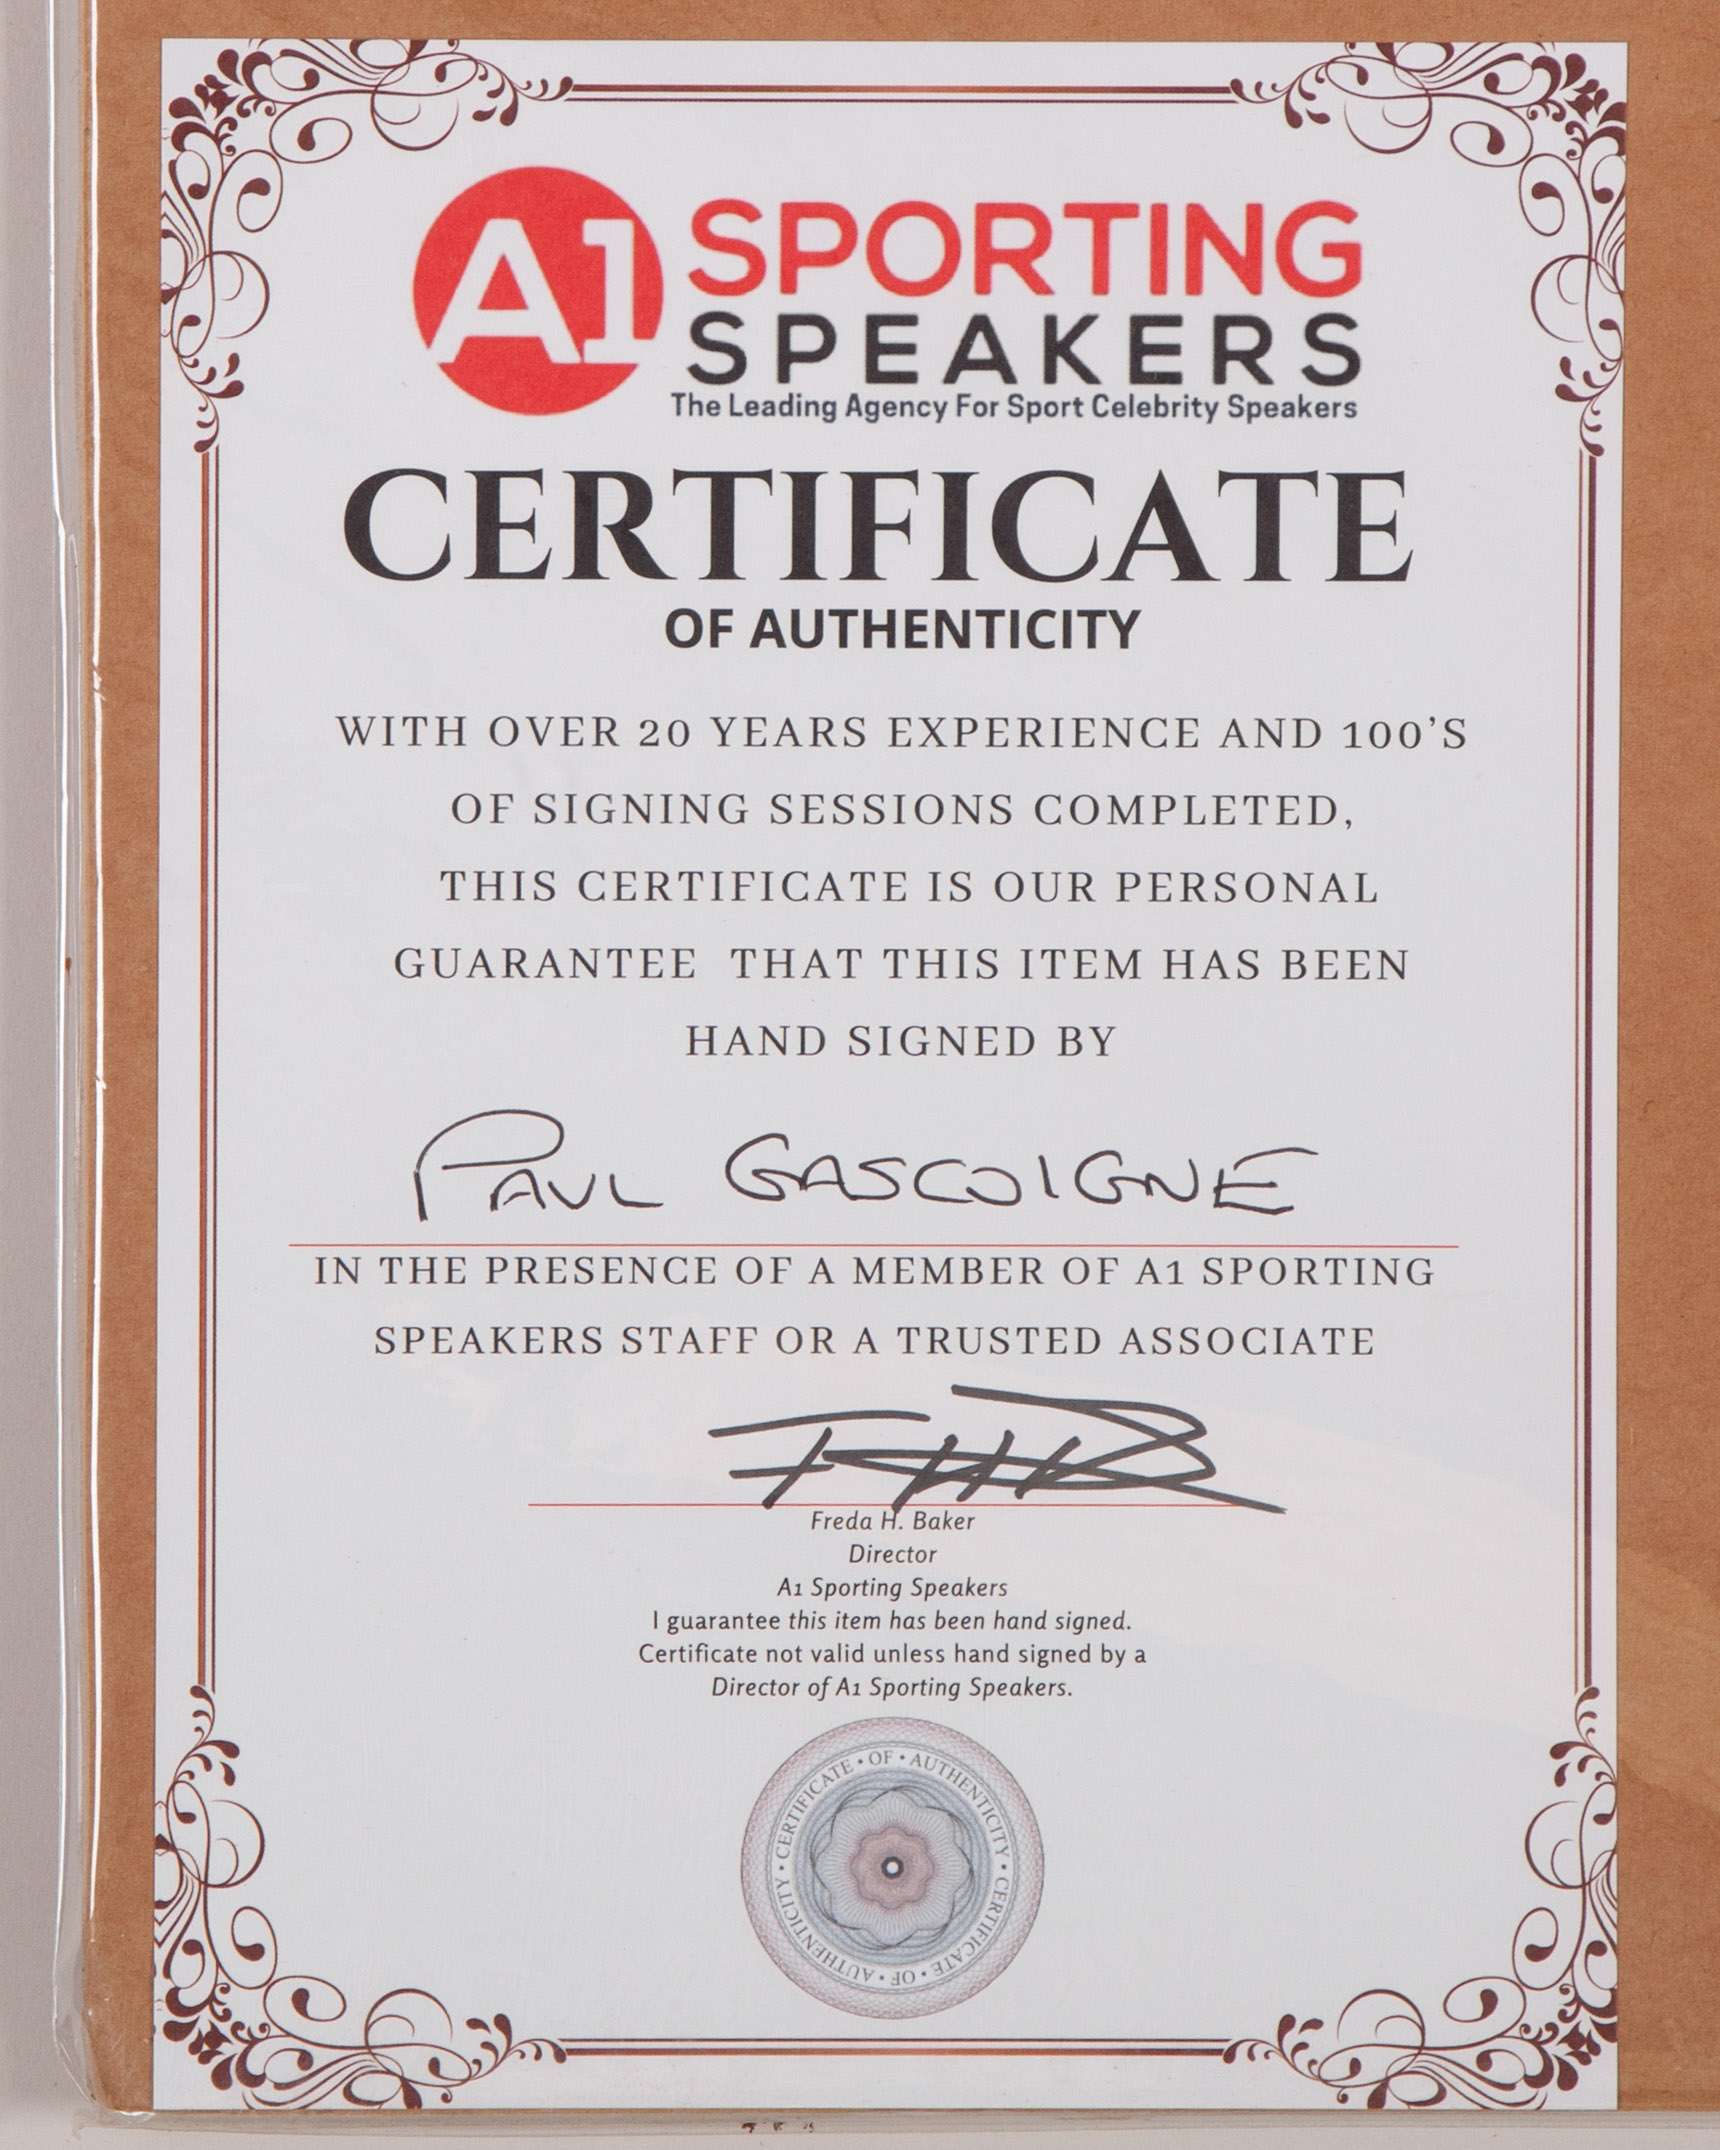 A1 SPORTING
SPEAKERS
The Leading Agency For Sport Celebrity Speakers
CERTIFICATE
OF AUTHENTICITY
WITH OVER 20 YEARS EXPERIENCE AND 100'S
OF SIGNING SESSIONS COMPLETED,
THIS CERTIFICATE IS OUR PERSONAL
GUARANTEE THAT THIS ITEM HAS BEEN
HAND SIGNED BY
PAUL GASCOIGNE
IN THE PRESENCE OF A MEMBER OF A1 SPORTING
SPEAKERS STAFF OR A TRUSTED ASSOCIATE
Freda H. Baker
Director
A1 Sporting Speakers
I guarantee this item has been hand signed.
Certificate not valid unless hand signed by a
Director of A1 Sporting Speakers.
CERTIFICATE • OF • AUTHENTICITY • CERTIFICATE • OF • AUTHENTICITY •